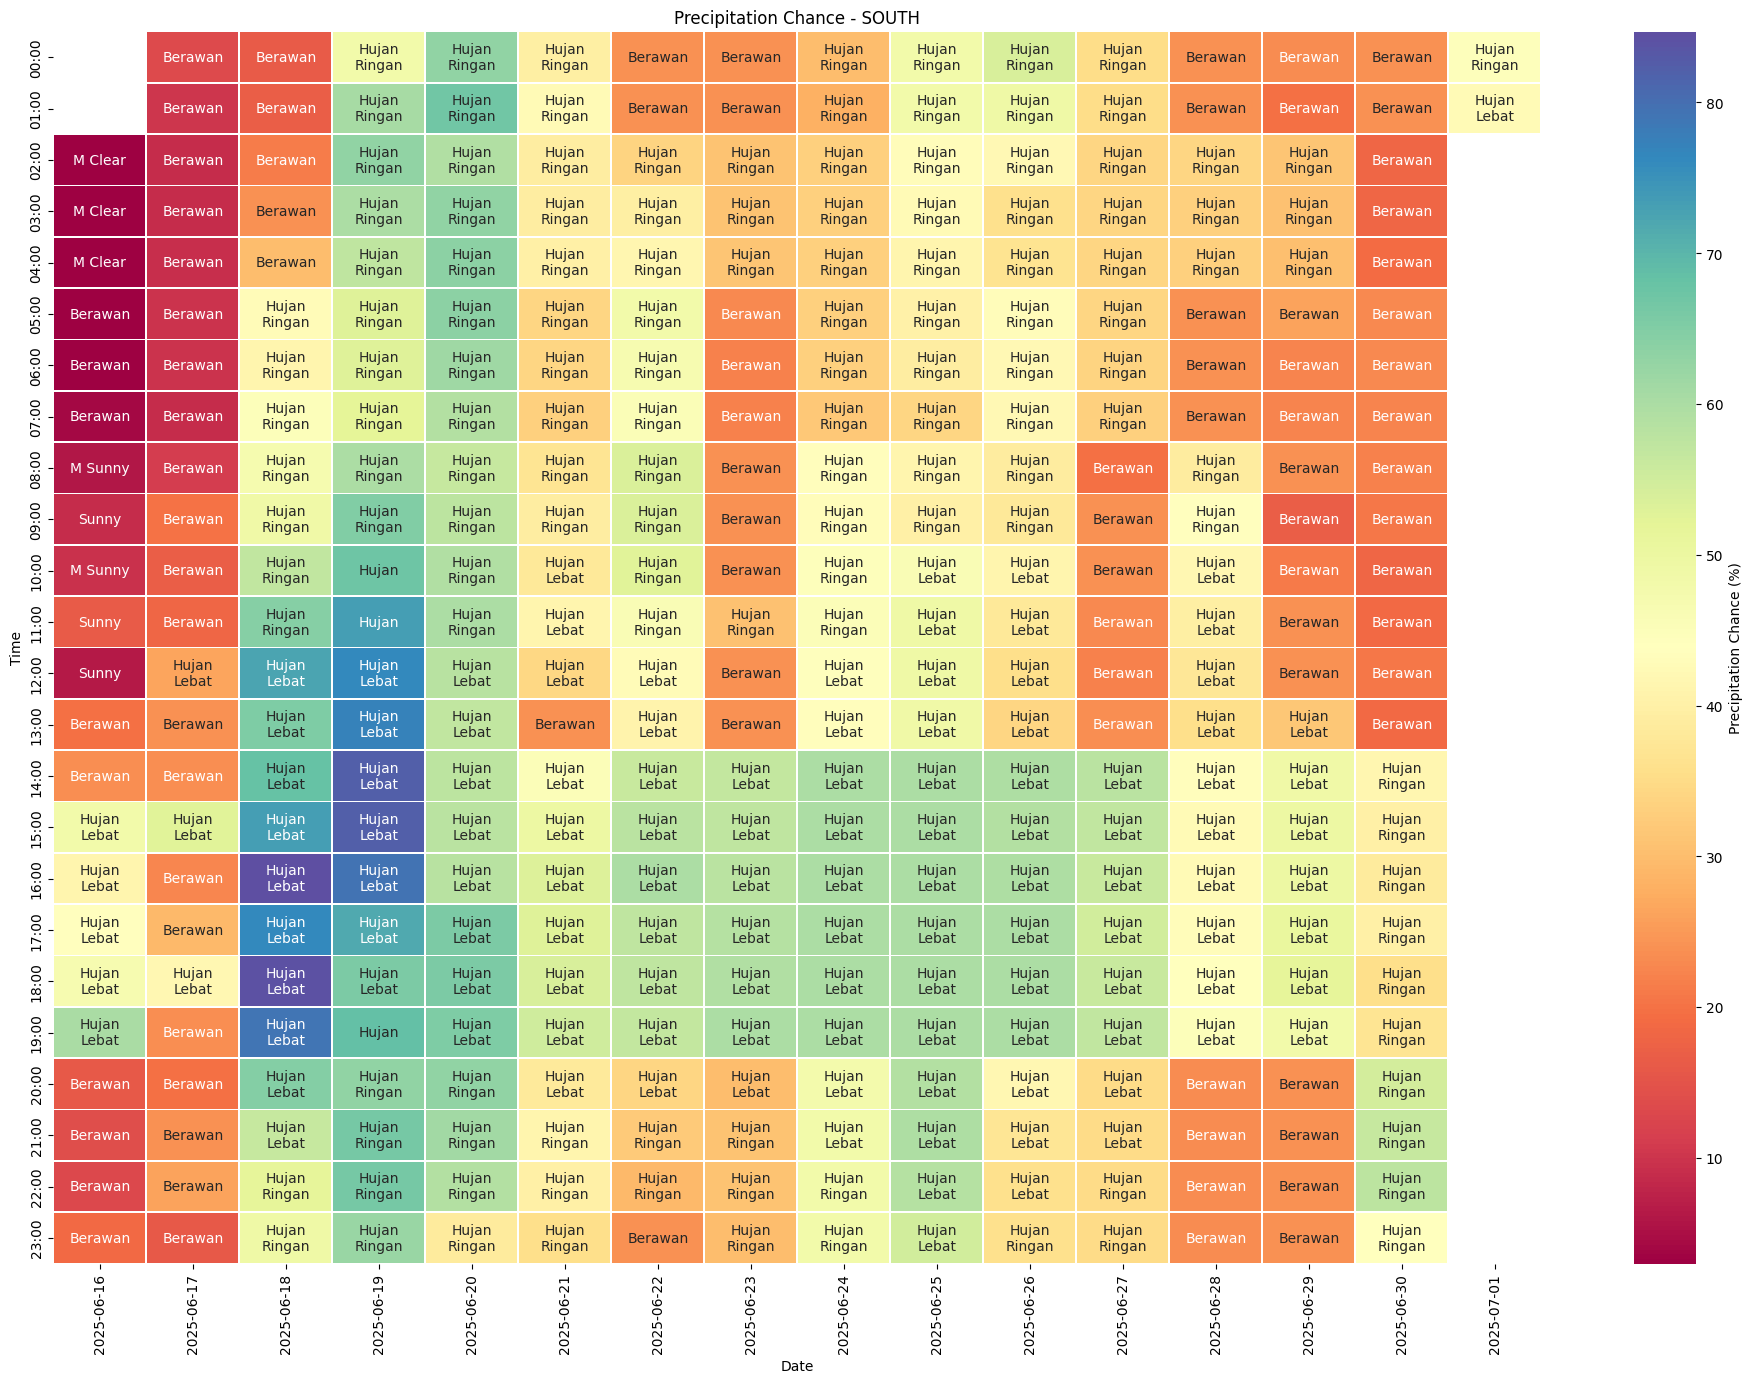 Precipitation Chance - SOUTH
00:00 Berawan Berawan Hujan Ringan Hujan Ringan Hujan Ringan Berawan Berawan Hujan Ringan Hujan Ringan Hujan Ringan Hujan Ringan Berawan Berawan Berawan Hujan Ringan
01:00 Berawan Berawan Hujan Ringan Hujan Ringan Hujan Ringan Berawan Berawan Hujan Ringan Hujan Ringan Hujan Ringan Hujan Ringan Berawan Berawan Berawan Hujan Lebat
02:00 M Clear Berawan Berawan Hujan Ringan Hujan Ringan Hujan Ringan Hujan Ringan Hujan Ringan Hujan Ringan Hujan Ringan Hujan Ringan Hujan Ringan Hujan Ringan Hujan Ringan Berawan
03:00 M Clear Berawan Berawan Hujan Ringan Hujan Ringan Hujan Ringan Hujan Ringan Hujan Ringan Hujan Ringan Hujan Ringan Hujan Ringan Hujan Ringan Hujan Ringan Hujan Ringan Berawan
04:00 M Clear Berawan Berawan Hujan Ringan Hujan Ringan Hujan Ringan Hujan Ringan Hujan Ringan Hujan Ringan Hujan Ringan Hujan Ringan Hujan Ringan Hujan Ringan Hujan Ringan Berawan
05:00 Berawan Berawan Hujan Ringan Hujan Ringan Hujan Ringan Hujan Ringan Hujan Ringan Berawan Hujan Ringan Hujan Ringan Hujan Ringan Hujan Ringan Berawan Berawan Berawan
06:00 Berawan Berawan Hujan Ringan Hujan Ringan Hujan Ringan Hujan Ringan Hujan Ringan Berawan Hujan Ringan Hujan Ringan Hujan Ringan Hujan Ringan Berawan Berawan Berawan
07:00 Berawan Berawan Hujan Ringan Hujan Ringan Hujan Ringan Hujan Ringan Hujan Ringan Berawan Hujan Ringan Hujan Ringan Hujan Ringan Hujan Ringan Berawan Berawan Berawan
08:00 M Sunny Berawan Hujan Ringan Hujan Ringan Hujan Ringan Hujan Ringan Hujan Ringan Berawan Hujan Ringan Hujan Ringan Hujan Ringan Berawan Hujan Ringan Berawan Berawan
09:00 Sunny Berawan Hujan Ringan Hujan Ringan Hujan Ringan Hujan Ringan Hujan Ringan Berawan Hujan Ringan Hujan Ringan Hujan Ringan Berawan Hujan Ringan Berawan Berawan
10:00 M Sunny Berawan Hujan Ringan Hujan Hujan Ringan Hujan Lebat Hujan Ringan Berawan Hujan Ringan Hujan Lebat Hujan Lebat Berawan Hujan Lebat Berawan Berawan
11:00 Sunny Berawan Hujan Ringan Hujan Hujan Ringan Hujan Lebat Hujan Ringan Hujan Ringan Hujan Ringan Hujan Lebat Hujan Lebat Berawan Hujan Lebat Berawan Berawan
12:00 Sunny Hujan Lebat Hujan Lebat Hujan Lebat Hujan Lebat Hujan Lebat Hujan Lebat Berawan Hujan Lebat Hujan Lebat Hujan Lebat Berawan Hujan Lebat Berawan Berawan
13:00 Berawan Berawan Hujan Lebat Hujan Lebat Hujan Lebat Berawan Hujan Lebat Berawan Hujan Lebat Hujan Lebat Hujan Lebat Berawan Hujan Lebat Hujan Lebat Berawan
14:00 Berawan Berawan Hujan Lebat Hujan Lebat Hujan Lebat Hujan Lebat Hujan Lebat Hujan Lebat Hujan Lebat Hujan Lebat Hujan Lebat Hujan Lebat Hujan Lebat Hujan Lebat Hujan Ringan
15:00 Hujan Lebat Hujan Lebat Hujan Lebat Hujan Lebat Hujan Lebat Hujan Lebat Hujan Lebat Hujan Lebat Hujan Lebat Hujan Lebat Hujan Lebat Hujan Lebat Hujan Lebat Hujan Lebat Hujan Ringan
16:00 Hujan Lebat Berawan Hujan Lebat Hujan Lebat Hujan Lebat Hujan Lebat Hujan Lebat Hujan Lebat Hujan Lebat Hujan Lebat Hujan Lebat Hujan Lebat Hujan Lebat Hujan Lebat Hujan Ringan
17:00 Hujan Lebat Berawan Hujan Lebat Hujan Lebat Hujan Lebat Hujan Lebat Hujan Lebat Hujan Lebat Hujan Lebat Hujan Lebat Hujan Lebat Hujan Lebat Hujan Lebat Hujan Lebat Hujan Ringan
18:00 Hujan Lebat Hujan Lebat Hujan Lebat Hujan Lebat Hujan Lebat Hujan Lebat Hujan Lebat Hujan Lebat Hujan Lebat Hujan Lebat Hujan Lebat Hujan Lebat Hujan Lebat Hujan Lebat Hujan Ringan
19:00 Hujan Lebat Berawan Hujan Lebat Hujan Hujan Lebat Hujan Lebat Hujan Lebat Hujan Lebat Hujan Lebat Hujan Lebat Hujan Lebat Hujan Lebat Hujan Lebat Hujan Lebat Hujan Ringan
20:00 Berawan Berawan Hujan Lebat Hujan Ringan Hujan Ringan Hujan Lebat Hujan Lebat Hujan Lebat Hujan Lebat Hujan Lebat Hujan Lebat Hujan Lebat Berawan Berawan Hujan Ringan
21:00 Berawan Berawan Hujan Lebat Hujan Ringan Hujan Ringan Hujan Ringan Hujan Ringan Hujan Ringan Hujan Lebat Hujan Lebat Hujan Lebat Hujan Lebat Berawan Berawan Hujan Ringan
22:00 Berawan Berawan Hujan Ringan Hujan Ringan Hujan Ringan Hujan Ringan Hujan Ringan Hujan Ringan Hujan Ringan Hujan Lebat Hujan Lebat Hujan Ringan Berawan Berawan Hujan Ringan
23:00 Berawan Berawan Hujan Ringan Hujan Ringan Hujan Ringan Hujan Ringan Berawan Hujan Ringan Hujan Ringan Hujan Lebat Hujan Ringan Hujan Ringan Berawan Berawan Hujan Ringan
Time
2025-06-16 2025-06-17 2025-06-18 2025-06-19 2025-06-20 2025-06-21 2025-06-22 2025-06-23 2025-06-24 2025-06-25 2025-06-26 2025-06-27 2025-06-28 2025-06-29 2025-06-30 2025-07-01
Date
80
70
60
50
40
30
20
10
Precipitation Chance (%)